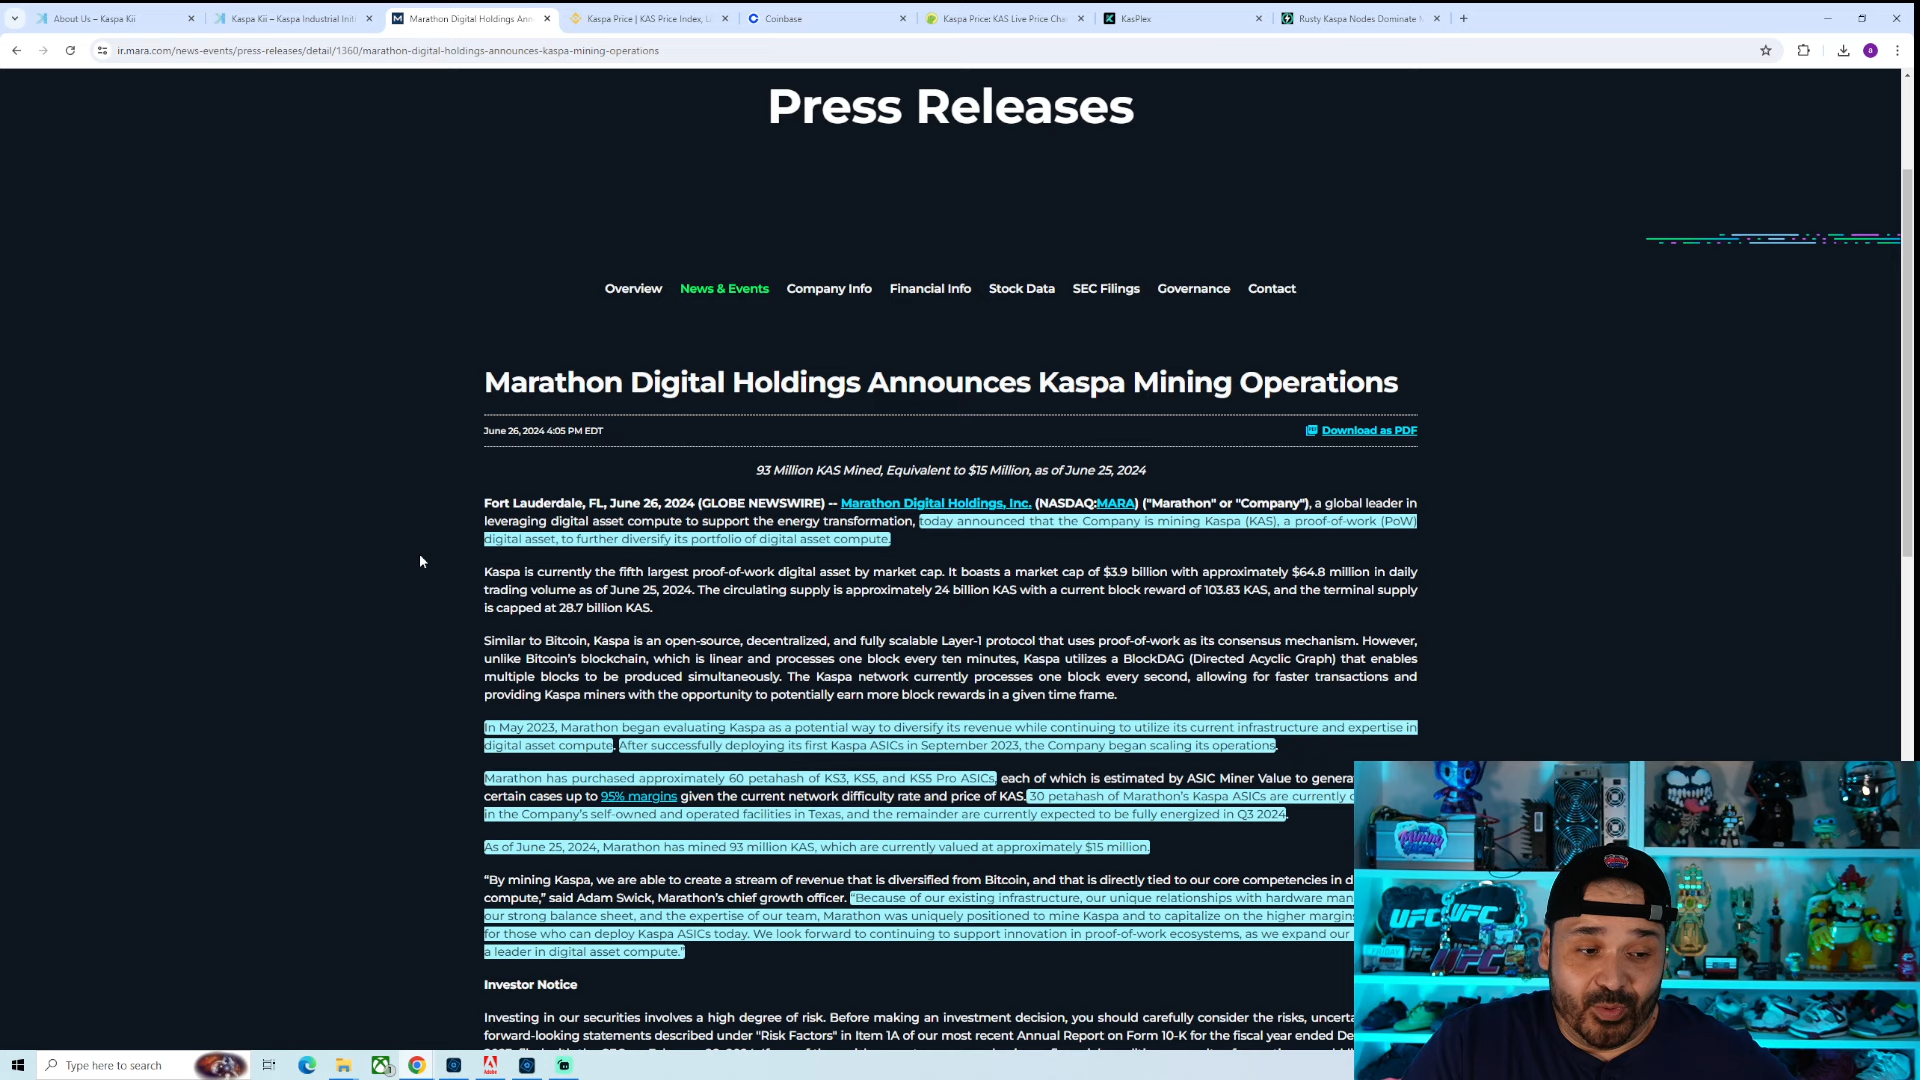 About Us – Kaspa Kii
Kaspa Kii – Kaspa Industrial Initi
Marathon Digital Holdings Ann
Kaspa Price | KAS Price Index, L
Coinbase
Kaspa Price: KAS Live Price Cha
KasPlex
Rusty Kaspa Nodes Dominate N
ir.mara.com/news-events/press-releases/detail/1360/marathon-digital-holdings-announces-kaspa-mining-operations
Press Releases
Overview News & Events Company Info Financial Info Stock Data SEC Filings Governance Contact
Marathon Digital Holdings Announces Kaspa Mining Operations
June 26, 2024 4:05 PM EDT
Download as PDF
93 Million KAS Mined, Equivalent to $15 Million, as of June 25, 2024
Fort Lauderdale, FL, June 26, 2024 (GLOBE NEWSWIRE) -- Marathon Digital Holdings, Inc. (NASDAQ:MARA) ("Marathon" or "Company"), a global leader in
leveraging digital asset compute to support the energy transformation, today announced that the Company is mining Kaspa (KAS), a proof-of-work (PoW)
digital asset, to further diversify its portfolio of digital asset compute.
Kaspa is currently the fifth largest proof-of-work digital asset by market cap. It boasts a market cap of $3.9 billion with approximately $64.8 million in daily
trading volume as of June 25, 2024. The circulating supply is approximately 24 billion KAS with a current block reward of 103.83 KAS, and the terminal supply
is capped at 28.7 billion KAS.
Similar to Bitcoin, Kaspa is an open-source, decentralized, and fully scalable Layer-1 protocol that uses proof-of-work as its consensus mechanism. However,
unlike Bitcoin's blockchain, which is linear and processes one block every ten minutes, Kaspa utilizes a BlockDAG (Directed Acyclic Graph) that enables
multiple blocks to be produced simultaneously. The Kaspa network currently processes one block every second, allowing for faster transactions and
providing Kaspa miners with the opportunity to potentially earn more block rewards in a given time frame.
In May 2023, Marathon began evaluating Kaspa as a potential way to diversify its revenue while continuing to utilize its current infrastructure and expertise in
digital asset compute. After successfully deploying its first Kaspa ASICs in September 2023, the Company began scaling its operations.
Marathon has purchased approximately 60 petahash of KS3, KS5, and KS5 Pro ASICs, each of which is estimated by ASIC Miner Value to genera
certain cases up to 95% margins given the current network difficulty rate and price of KAS. 30 petahash of Marathon's Kaspa ASICs are currently
in the Company's self-owned and operated facilities in Texas, and the remainder are currently expected to be fully energized in Q3 2024.
As of June 25, 2024, Marathon has mined 93 million KAS, which are currently valued at approximately $15 million.
“By mining Kaspa, we are able to create a stream of revenue that is diversified from Bitcoin, and that is directly tied to our core competencies in d
compute,” said Adam Swick, Marathon's chief growth officer. “Because of our existing infrastructure, our unique relationships with hardware man
our strong balance sheet, and the expertise of our team, Marathon was uniquely positioned to mine Kaspa and to capitalize on the higher margins
for those who can deploy Kaspa ASICs today. We look forward to continuing to support innovation in proof-of-work ecosystems, as we expand our
a leader in digital asset compute.”
Investor Notice
Investing in our securities involves a high degree of risk. Before making an investment decision, you should carefully consider the risks, uncerta
forward-looking statements described under "Risk Factors" in Item 1A of our most recent Annual Report on Form 10-K for the fiscal year ended De
UFC UFC
UFC
Type here to search